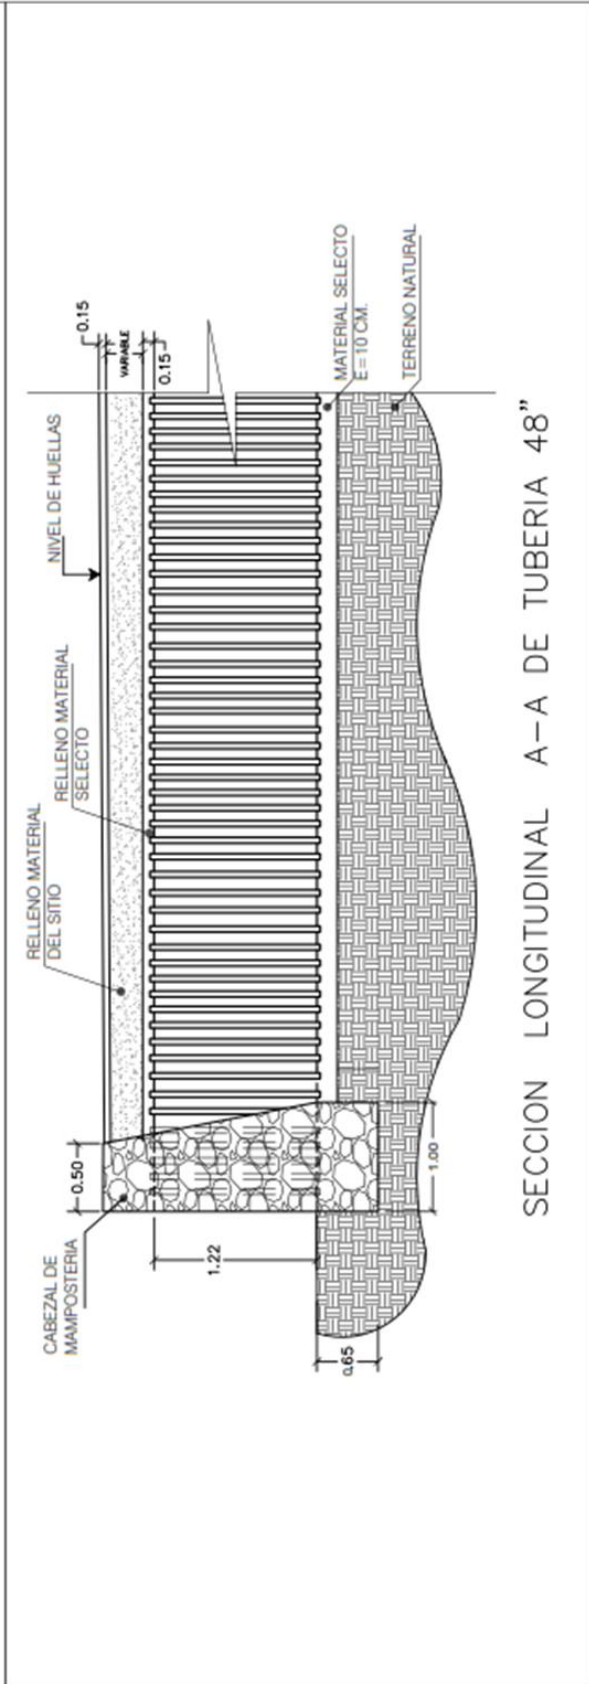 RELLENO MATERIAL
DEL SITIO
RELLENO MATERIAL
SELECTO
NIVEL DE HUELLAS
0.15
VARIABLE
0.15
CABEZAL DE
MAMPOSTERIA
0.50
1.22
0.65
1.00
MATERIAL SELECTO
E=10 CM.
TERRENO NATURAL
SECCION LONGITUDINAL A-A DE TUBERIA 48"